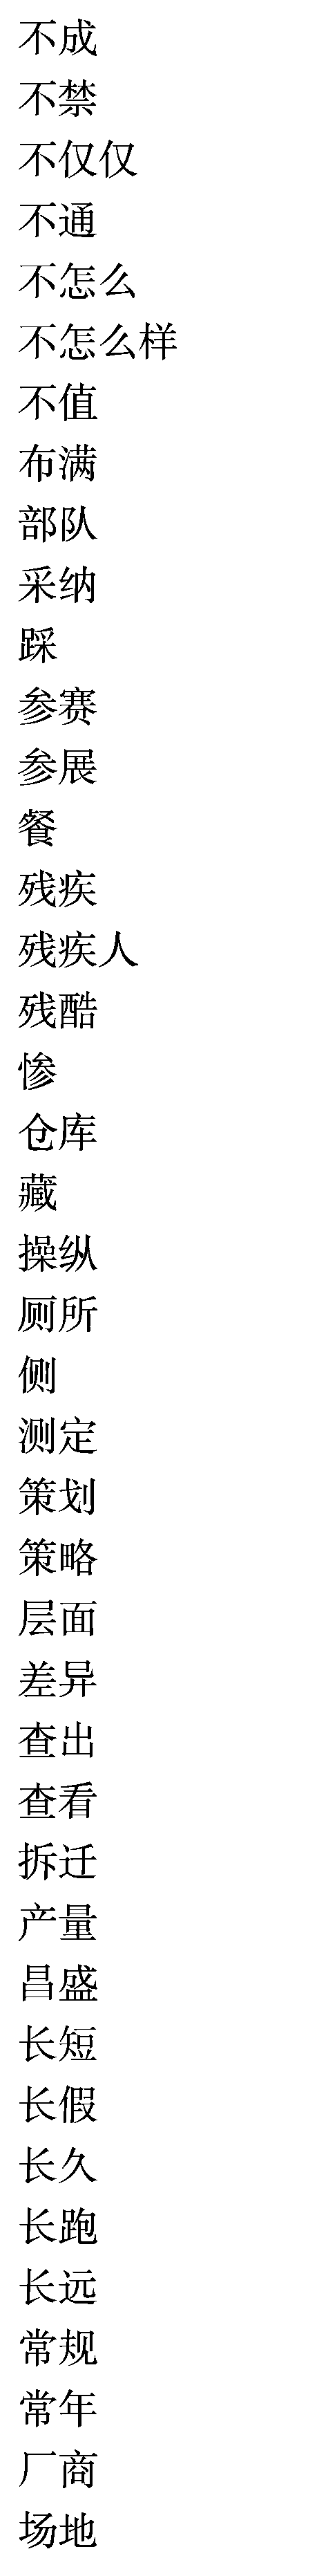 不成
不禁
不仅仅
不通
不怎么
不怎么样
不值
布满
部队
采纳
踩
参赛
参展
餐
残疾
残疾人
残酷
惨
仓库
藏
操纵
厕所
侧
测定
策划
策略
层面
差异
查出
查看
拆迁
产量
昌盛
长短
长假
长久
长跑
长远
常规
常年
厂商
场地